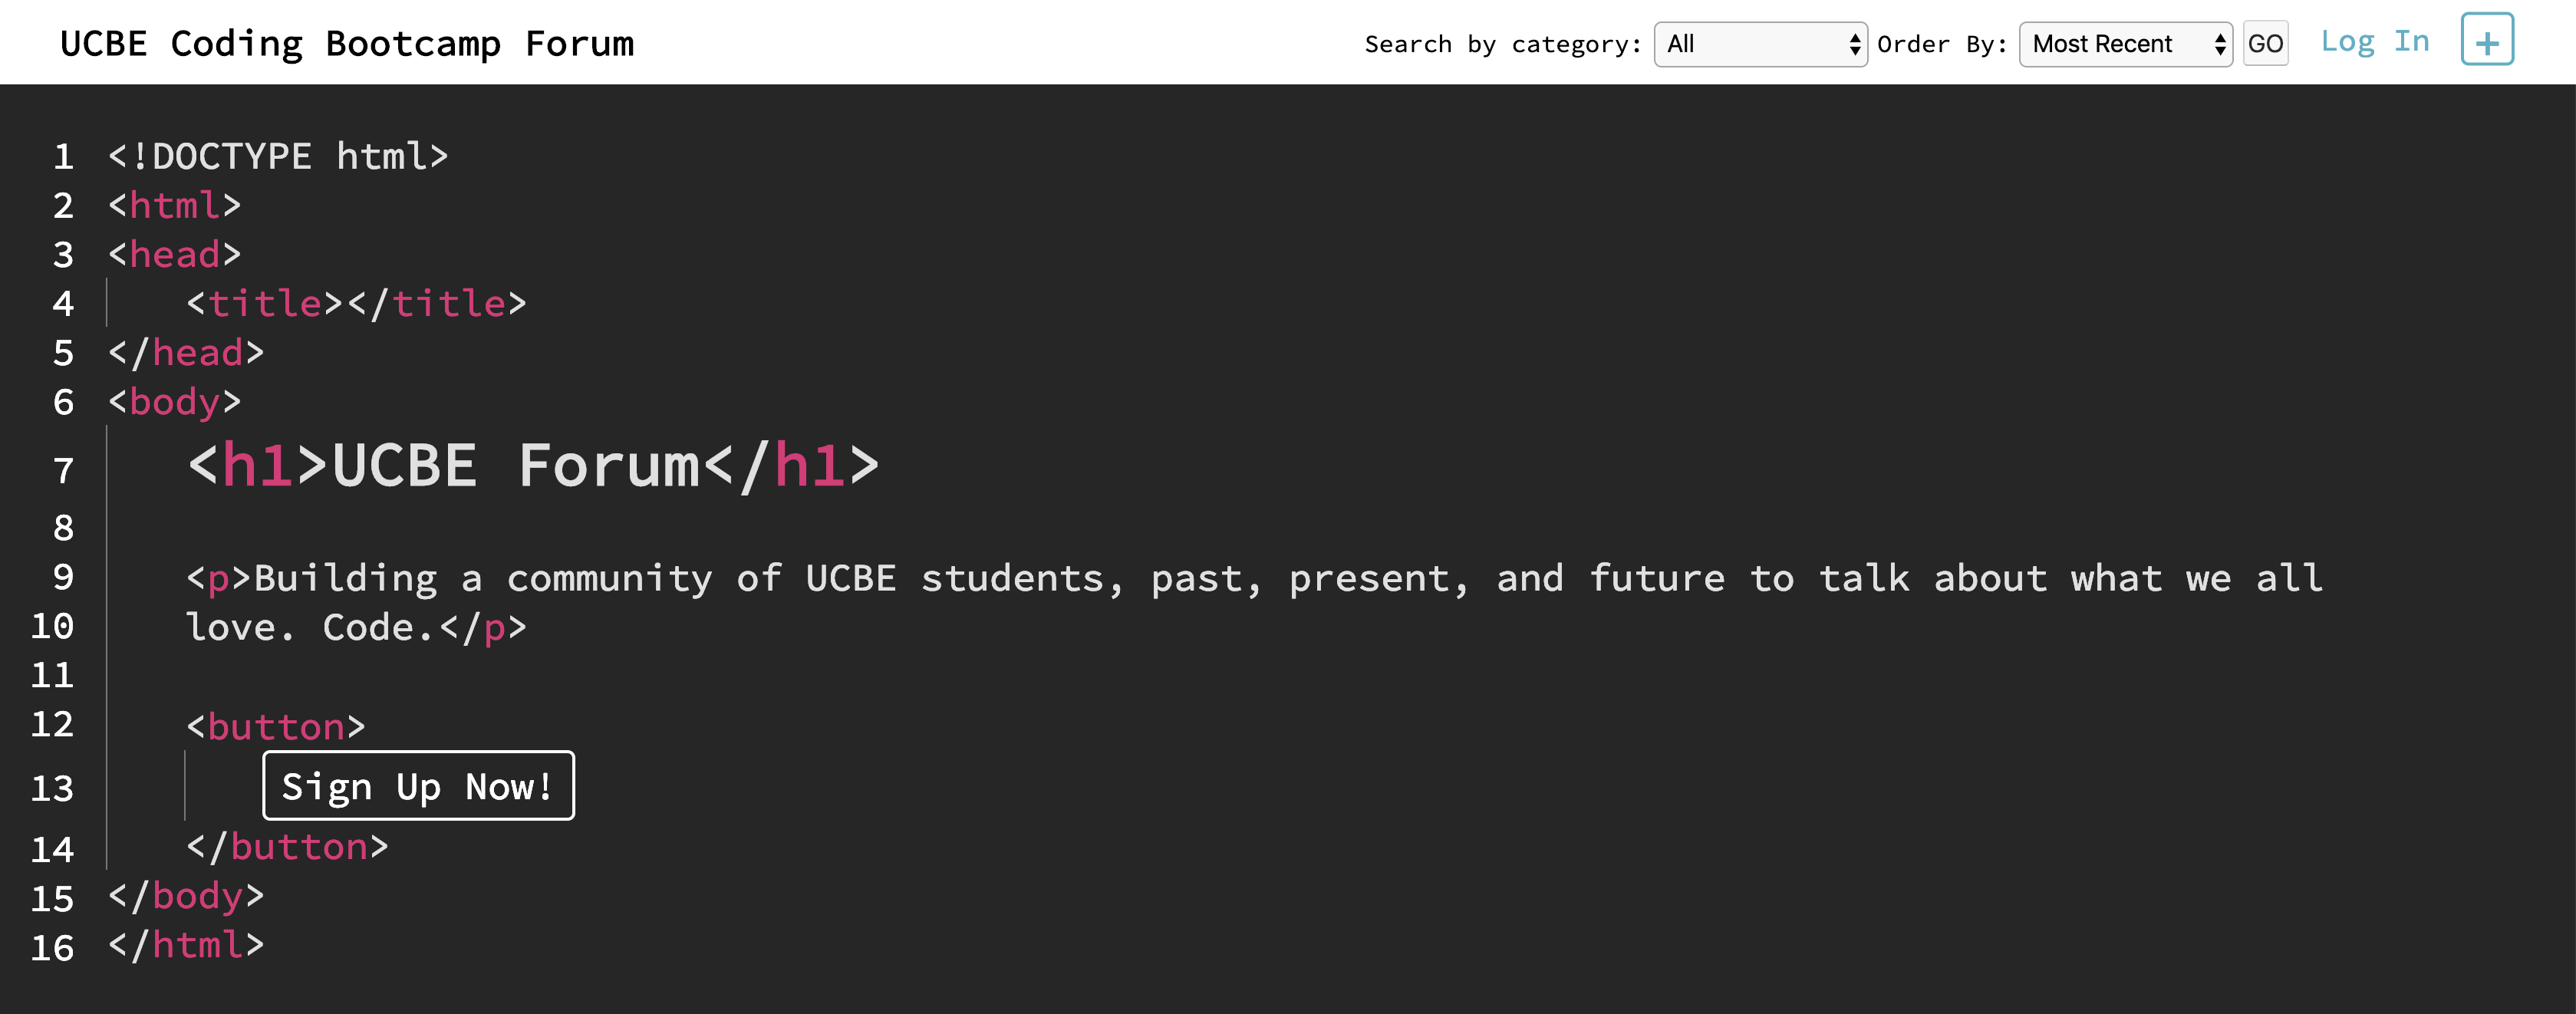 UCBE Coding Bootcamp Forum
Search by category: All Order By: Most Recent GO Log In +
1 <!DOCTYPE html>
2 <html>
3 <head>
4 <title></title>
5 </head>
6 <body>
7 <h1>UCBE Forum</h1>
8
9 <p>Building a community of UCBE students, past, present, and future to talk about what we all
10 love. Code.</p>
11
12 <button>
13 Sign Up Now!
14 </button>
15 </body>
16 </html>